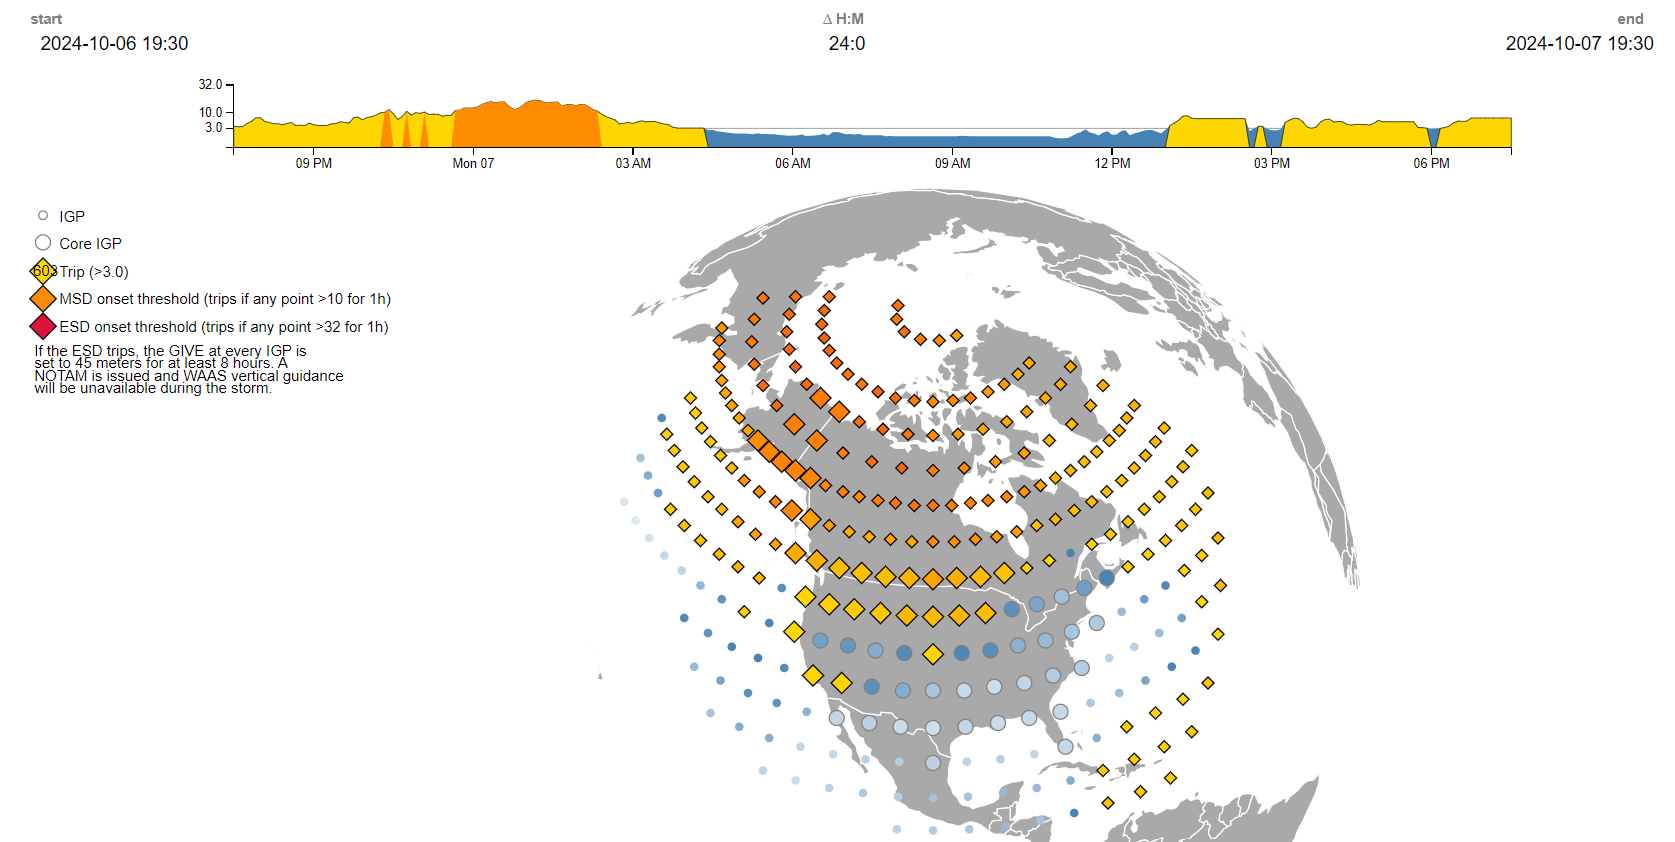 start
Δ H:M
end
2024-10-06 19:30
24:0
2024-10-07 19:30
32.0
10.0
3.0
09 PM
Mon 07
03 AM
06 AM
09 AM
12 PM
03 PM
06 PM
IGP
Core IGP
603 Trip (>3.0)
MSD onset threshold (trips if any point >10 for 1h)
ESD onset threshold (trips if any point >32 for 1h)
If the ESD trips, the GIVE at every IGP is
set to 45 meters for at least 8 hours. A
NOTAM is issued and WAAS vertical guidance
will be unavailable during the storm.